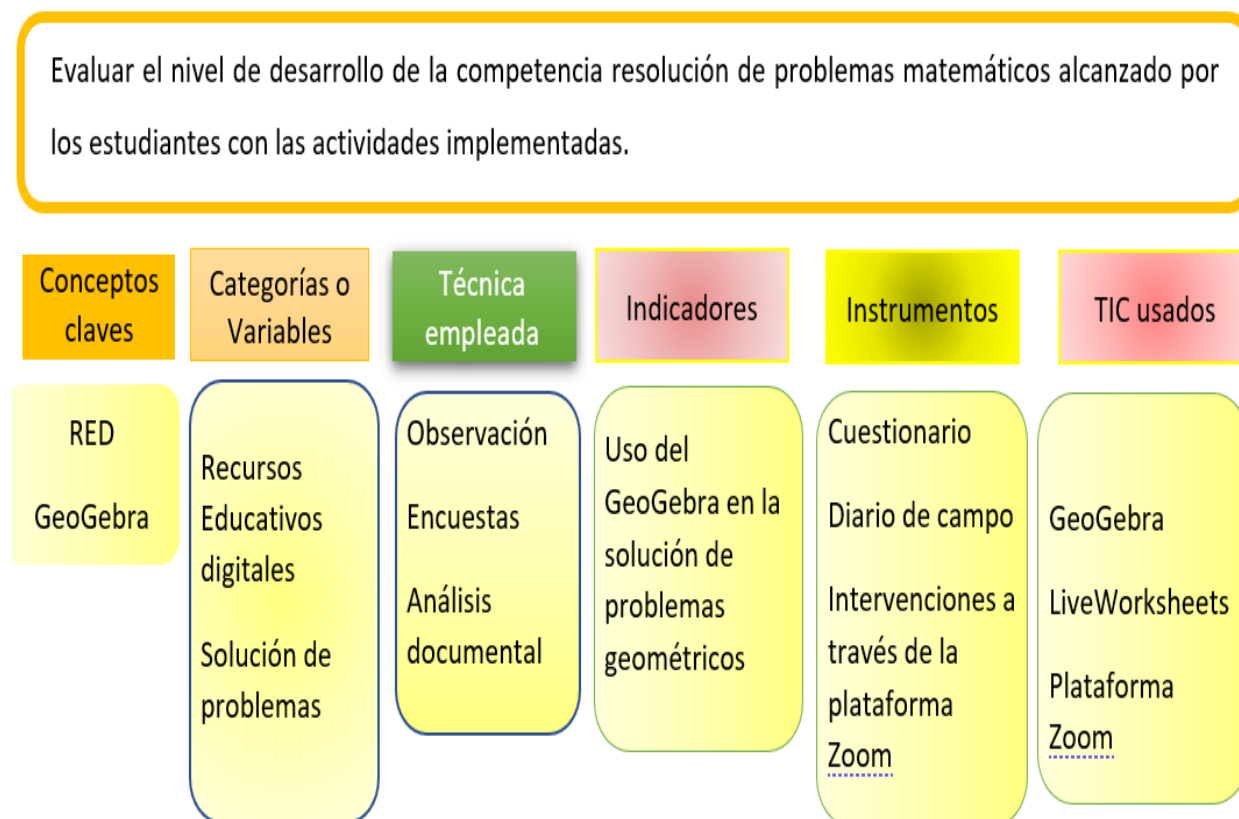 Evaluar el nivel de desarrollo de la competencia resolución de problemas matemáticos alcanzado por
los estudiantes con las actividades implementadas.
Conceptos
claves
Categorías o
Variables
Técnica
empleada
Indicadores
Instrumentos
TIC usados
RED
GeoGebra
Recursos
Educativos
digitales
Solución de
problemas
Observación
Encuestas
Análisis
documental
Uso del
GeoGebra en la
solución de
problemas
geométricos
Cuestionario
Diario de campo
Intervenciones a
través de la
plataforma
Zoom
GeoGebra
LiveWorksheets
Plataforma
Zoom